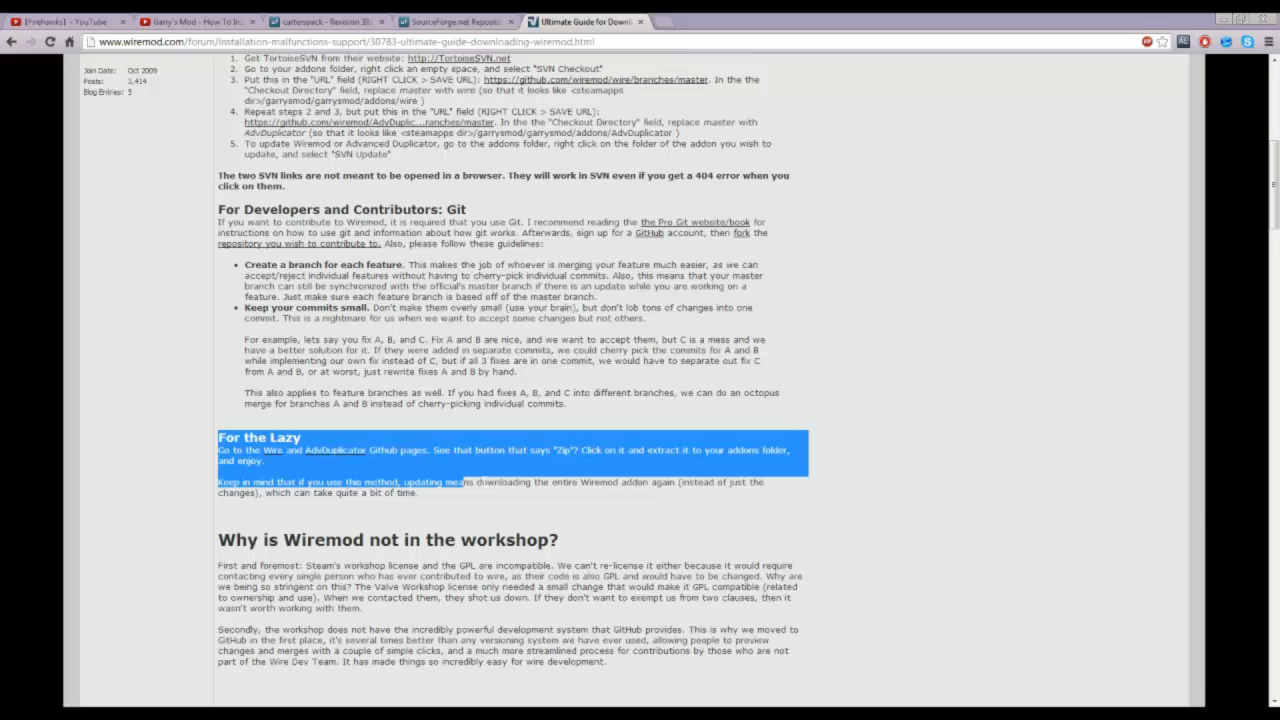 [Firehawks] - YouTube
Garry's Mod - How To In
carterspack - Revision 39
SourceForge.net Reposito
Ultimate Guide for Downl
www.wiremod.com/forum/installation-malfunctions-support/30783-ultimate-guide-downloading-wiremod.html
Join Date: Oct 2009
Posts: 1,414
Blog Entries: 5
1. Get TortoiseSVN from their website: http://TortoiseSVN.net
2. Go to your addons folder, right click an empty space, and select "SVN Checkout"
3. Put this in the "URL" field (RIGHT CLICK > SAVE URL): https://github.com/wiremod/wire/branches/master. In the the
"Checkout Directory" field, replace master with wire (so that it looks like <steamapps
dir>/garrysmod/garrysmod/addons/wire )
4. Repeat steps 2 and 3, but put this in the "URL" field (RIGHT CLICK > SAVE URL):
https://github.com/wiremod/AdvDuplic...ranches/master. In the the "Checkout Directory" field, replace master with
AdvDuplicator (so that it looks like <steamapps dir>/garrysmod/garrysmod/addons/AdvDuplicator )
5. To update Wiremod or Advanced Duplicator, go to the addons folder, right click on the folder of the addon you wish to
update, and select "SVN Update"
The two SVN links are not meant to be opened in a browser. They will work in SVN even if you get a 404 error when you
click on them.
For Developers and Contributors: Git
If you want to contribute to Wiremod, it is required that you use Git. I recommend reading the the Pro Git website/book for
instructions on how to use git and information about how git works. Afterwards, sign up for a GitHub account, then fork the
repository you wish to contribute to. Also, please follow these guidelines:
• Create a branch for each feature. This makes the job of whoever is merging your feature much easier, as we can
accept/reject individual features without having to cherry-pick individual commits. Also, this means that your master
branch can still be synchronized with the official's master branch if there is an update while you are working on a
feature. Just make sure each feature branch is based off of the master branch.
• Keep your commits small. Don't make them overly small (use your brain), but don't lob tons of changes into one
commit. This is a nightmare for us when we want to accept some changes but not others.
For example, lets say you fix A, B, and C. Fix A and B are nice, and we want to accept them, but C is a mess and we
have a better solution for it. If they were added in separate commits, we could cherry pick the commits for A and B
while implementing our own fix instead of C, but if all 3 fixes are in one commit, we would have to separate out fix C
from A and B, or at worst, just rewrite fixes A and B by hand.
This also applies to feature branches as well. If you had fixes A, B, and C into different branches, we can do an octopus
merge for branches A and B instead of cherry-picking individual commits.
For the Lazy
Go to the Wire and AdvDuplicator Github pages. See that button that says "Zip"? Click on it and extract it to your addons folder,
and enjoy.
Keep in mind that if you use this method, updating means downloading the entire Wiremod addon again (instead of just the
changes), which can take quite a bit of time.
Why is Wiremod not in the workshop?
First and foremost: Steam's workshop license and the GPL are incompatible. We can't re-license it either because it would require
contacting every single person who has ever contributed to wire, as their code is also GPL and would have to be changed. Why are
we being so stringent on this? The Valve Workshop license only needed a small change that would make it GPL compatible (related
to ownership and use). When we contacted them, they shot us down. If they don't want to exempt us from two clauses, then it
wasn't worth working with them.
Secondly, the workshop does not have the incredibly powerful development system that GitHub provides. This is why we moved to
GitHub in the first place, it's several times better than any versioning system we have ever used, allowing people to preview
changes and merges with a couple of simple clicks, and a much more streamlined process for contributions by those who are not
part of the Wire Dev Team. It has made things so incredibly easy for wire development.